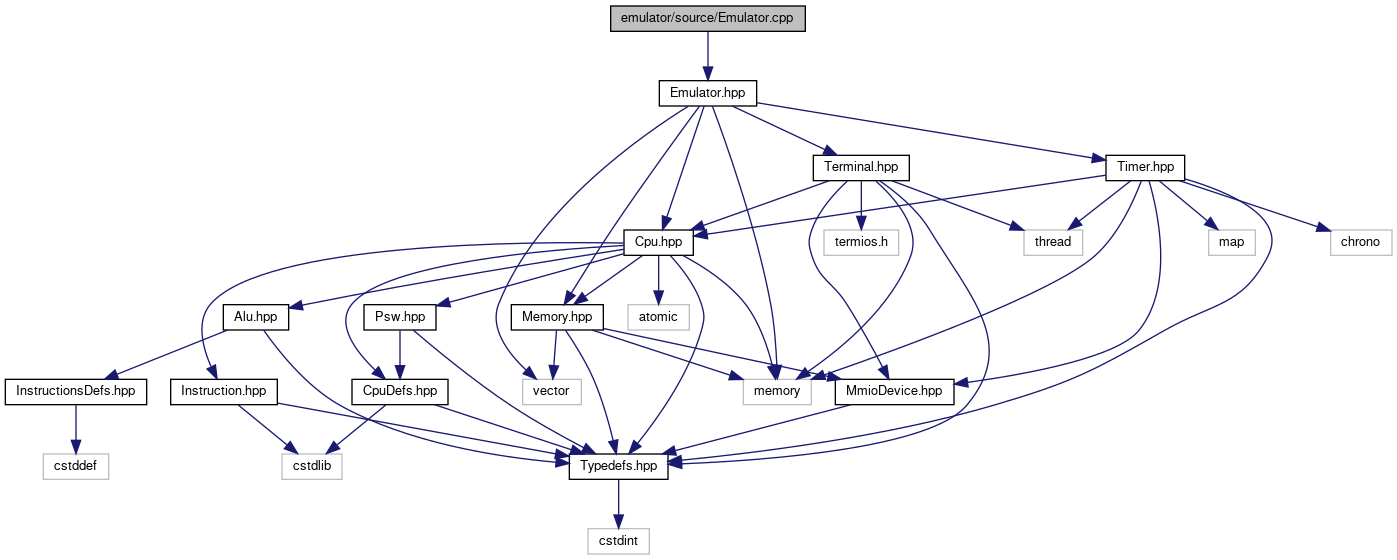 emulator/source/Emulator.cpp
Emulator.hpp
Terminal.hpp
Timer.hpp
Cpu.hpp
termios.h
thread
map
chrono
Alu.hpp
Psw.hpp
Memory.hpp
atomic
InstructionsDefs.hpp
Instruction.hpp
CpuDefs.hpp
vector
memory
MmioDevice.hpp
cstddef
cstdlib
Typedefs.hpp
cstdint